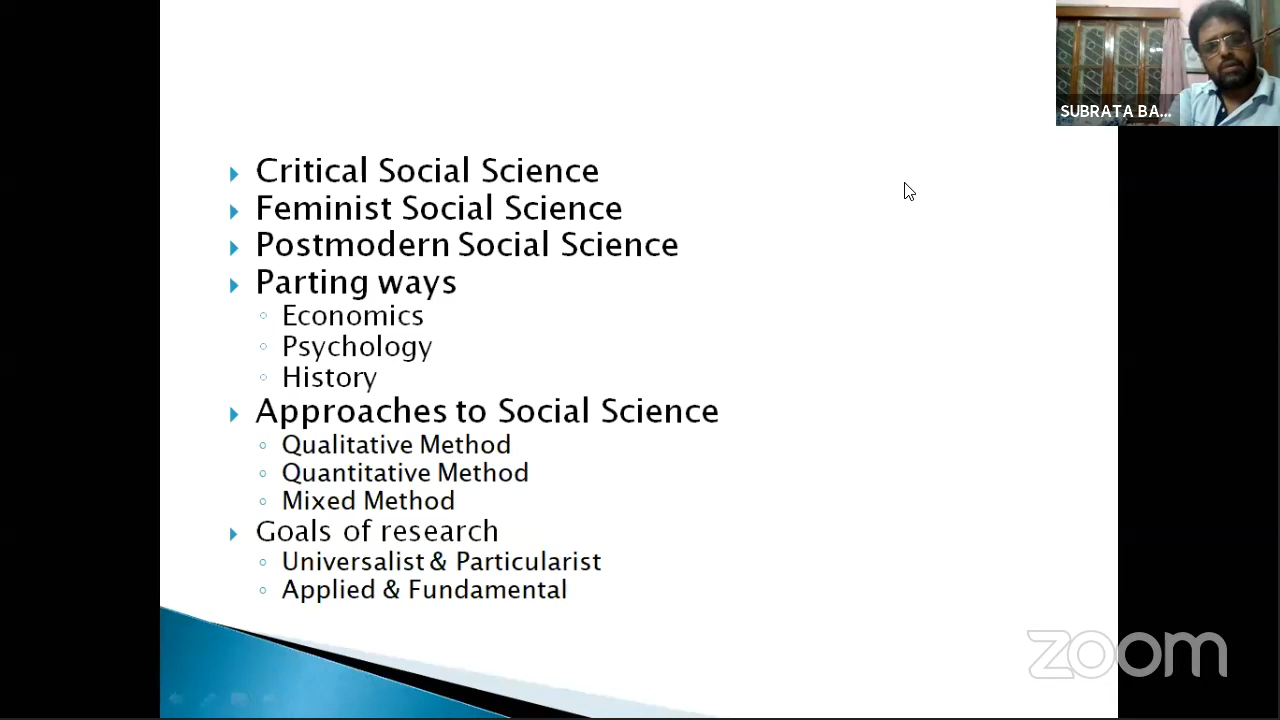 SUBRATA BA...
Critical Social Science
Feminist Social Science
Postmodern Social Science
Parting ways
Economics
Psychology
History
Approaches to Social Science
Qualitative Method
Quantitative Method
Mixed Method
Goals of research
Universalist & Particularist
Applied & Fundamental
zoom